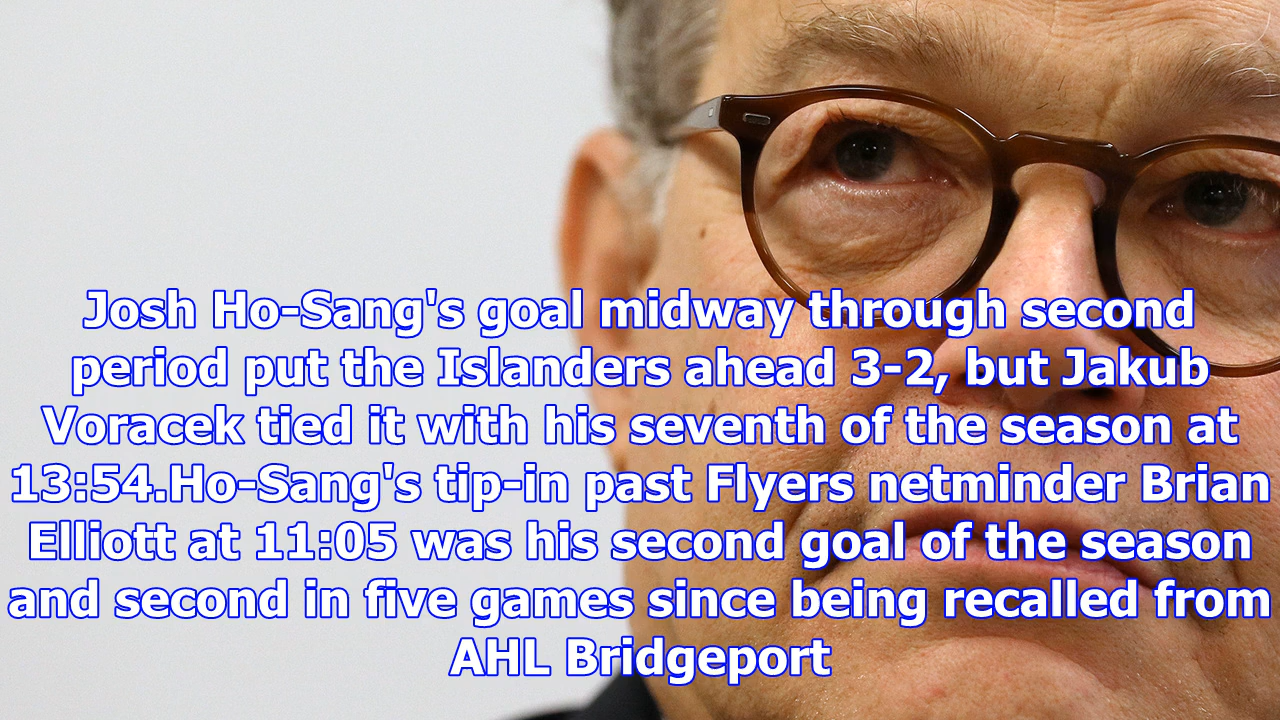 Josh Ho-Sang's goal midway through second
period put the Islanders ahead 3-2, but Jakub
Voracek tied it with his seventh of the season at
13:54.Ho-Sang's tip-in past Flyers netminder Brian
Elliott at 11:05 was his second goal of the season
and second in five games since being recalled from
AHL Bridgeport